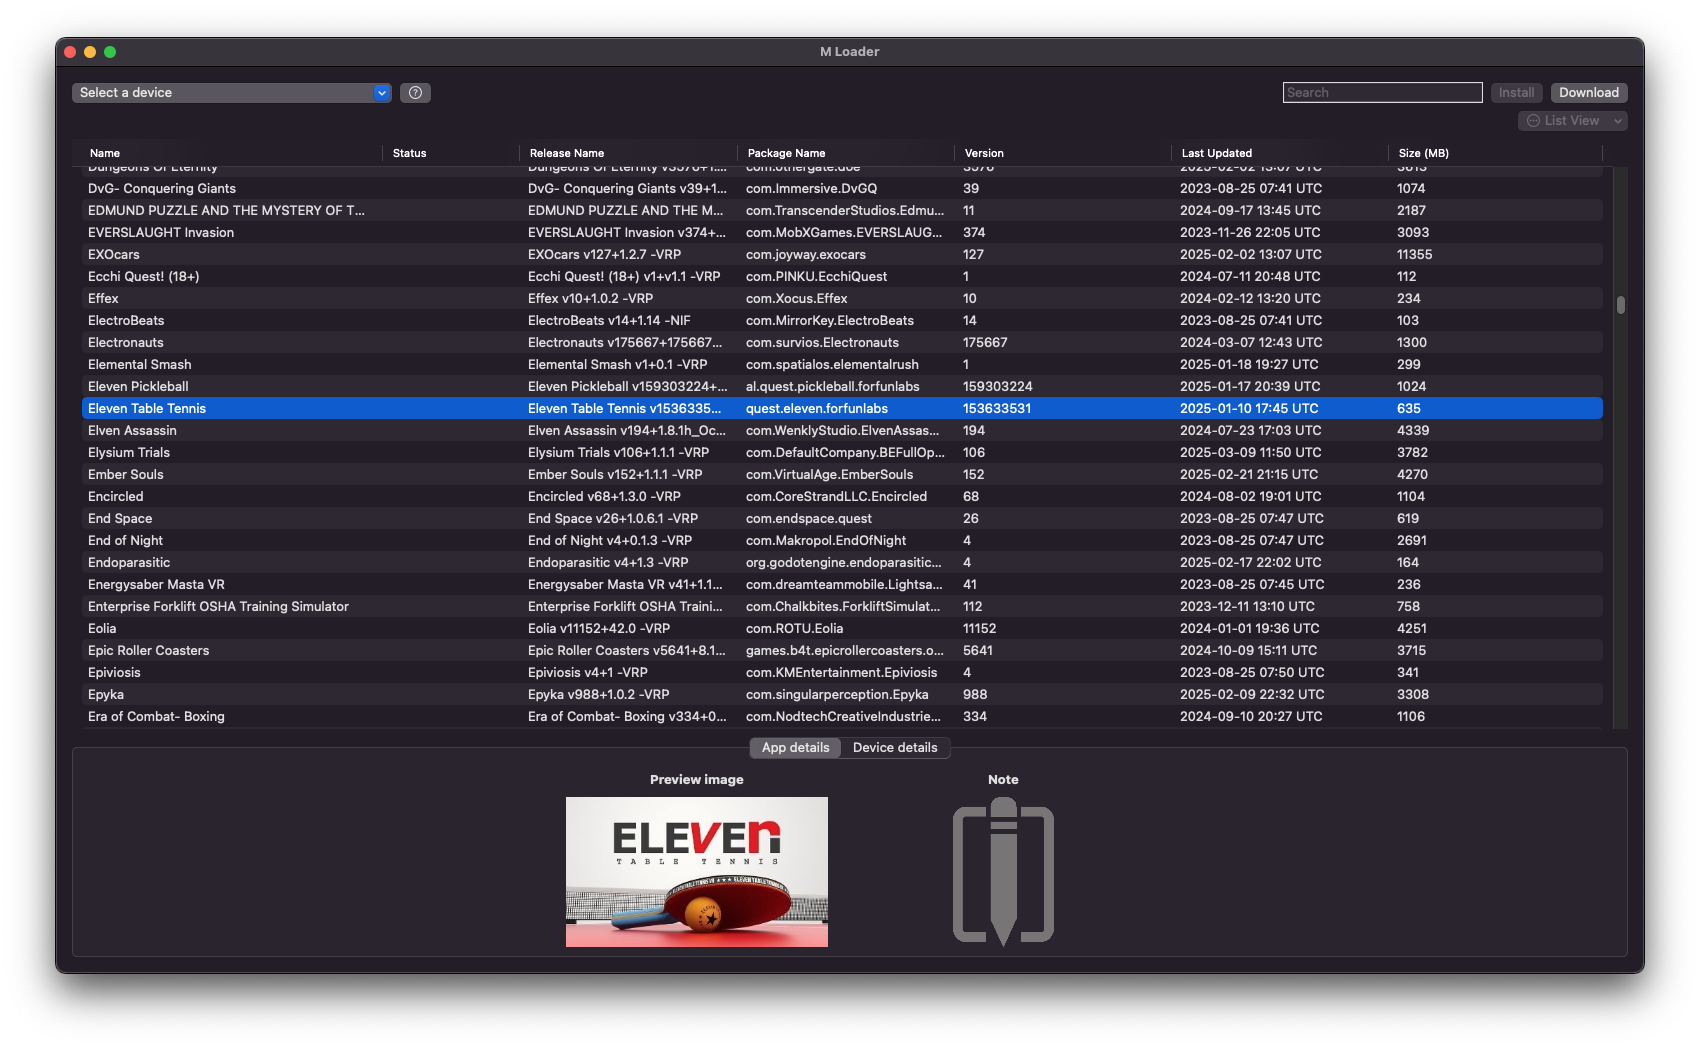 M Loader
Select a device
Search Install Download
List View
Name Status Release Name Package Name Version Last Updated Size (MB)
Dungeons Of Eternity
DvG- Conquering Giants DvG- Conquering Giants v39+1... com.Immersive.DvGQ 39 2023-08-25 07:41 UTC 1074
EDMUND PUZZLE AND THE MYSTERY OF T... EDMUND PUZZLE AND THE M... com.TranscenderStudios.Edmu... 11 2024-09-17 13:45 UTC 2187
EVERSLAUGHT Invasion EVERSLAUGHT Invasion v374+... com.MobXGames.EVERSLAUG... 374 2023-11-26 22:05 UTC 3093
EXOcars EXOcars v127+1.2.7 -VRP com.joyway.exocars 127 2025-02-02 13:07 UTC 11355
Ecchi Quest! (18+) Ecchi Quest! (18+) v1+v1.1 -VRP com.PINKU.EcchiQuest 1 2024-07-11 20:48 UTC 112
Effex Effex v10+1.0.2 -VRP com.Xocus.Effex 10 2024-02-12 13:20 UTC 234
ElectroBeats ElectroBeats v14+1.14 -NIF com.MirrorKey.ElectroBeats 14 2023-08-25 07:41 UTC 103
Electronauts Electronauts v175667+175667... com.survios.Electronauts 175667 2024-03-07 12:43 UTC 1300
Elemental Smash Elemental Smash v1+0.1 -VRP com.spatialos.elementalrush 1 2025-01-18 19:27 UTC 299
Eleven Pickleball Eleven Pickleball v159303224+... al.quest.pickleball.forfunlabs 159303224 2025-01-17 20:39 UTC 1024
Eleven Table Tennis Eleven Table Tennis v1536335... quest.eleven.forfunlabs 153633531 2025-01-10 17:45 UTC 635
Elven Assassin Elven Assassin v194+1.8.1h_Oc... com.WenklyStudio.ElvenAssas... 194 2024-07-23 17:03 UTC 4339
Elysium Trials Elysium Trials v106+1.1.1 -VRP com.DefaultCompany.BEFullOp... 106 2025-03-09 11:50 UTC 3782
Ember Souls Ember Souls v152+1.1.1 -VRP com.VirtualAge.EmberSouls 152 2025-02-21 21:15 UTC 4270
Encircled Encircled v68+1.3.0 -VRP com.CoreStrandLLC.Encircled 68 2024-08-02 19:01 UTC 1104
End Space End Space v26+1.0.6.1 -VRP com.endspace.quest 26 2023-08-25 07:47 UTC 619
End of Night End of Night v4+0.1.3 -VRP com.Makropol.EndOfNight 4 2023-08-25 07:47 UTC 2691
Endoparasitic Endoparasitic v4+1.3 -VRP org.godotengine.endoparasitic... 4 2025-02-17 22:02 UTC 164
Energysaber Masta VR Energysaber Masta VR v41+1.1... com.dreamteammobile.Lightsa... 41 2023-08-25 07:45 UTC 236
Enterprise Forklift OSHA Training Simulator Enterprise Forklift OSHA Traini... com.Chalkbites.ForkliftSimulat... 112 2023-12-11 13:10 UTC 758
Eolia Eolia v11152+42.0 -VRP com.ROTU.Eolia 11152 2024-01-01 19:36 UTC 4251
Epic Roller Coasters Epic Roller Coasters v5641+8.1... games.b4t.epicrollercoasters.o... 5641 2024-10-09 15:11 UTC 3715
Epiviosis Epiviosis v4+1 -VRP com.KMEntertainment.Epiviosis 4 2023-08-25 07:50 UTC 341
Epyka Epyka v988+1.0.2 -VRP com.singularperception.Epyka 988 2025-02-09 22:32 UTC 3308
Era of Combat- Boxing Era of Combat- Boxing v334+0... com.NodtechCreativeIndustrie... 334 2024-09-10 20:27 UTC 1106
App details Device details
Preview image Note
ELEVEn
TABLE TENNIS